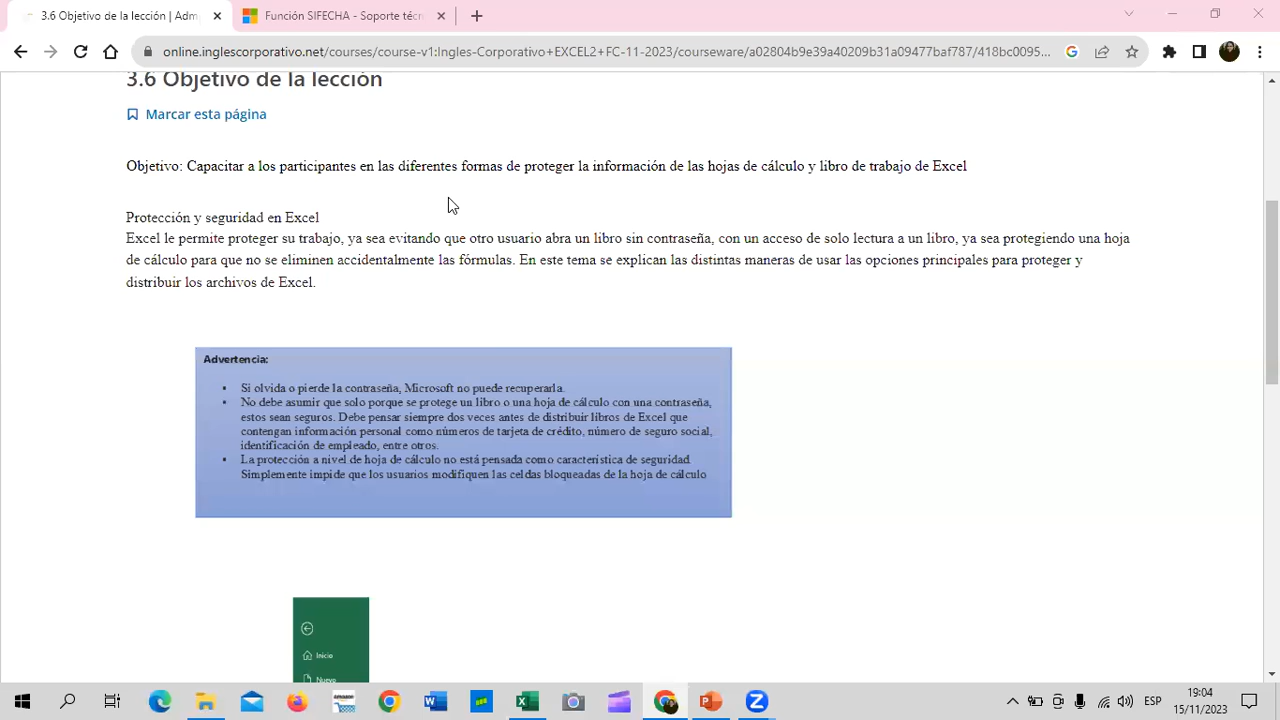 3.6 Objetivo de la lección | Adm
Función SIFECHA - Soporte téc
online.inglescorporativo.net/courses/course-v1:Ingles-Corporativo+EXCEL2+FC-11-2023/courseware/a02804b9e39a40209b31a09477baf787/418bc0095...
3.6 Objetivo de la lección
Marcar esta página
Objetivo: Capacitar a los participantes en las diferentes formas de proteger la información de las hojas de cálculo y libro de trabajo de Excel
Protección y seguridad en Excel
Excel le permite proteger su trabajo, ya sea evitando que otro usuario abra un libro sin contraseña, con un acceso de solo lectura a un libro, ya sea protegiendo una hoja
de cálculo para que no se eliminen accidentalmente las fórmulas. En este tema se explican las distintas maneras de usar las opciones principales para proteger y
distribuir los archivos de Excel.
Advertencia:
• Si olvida o pierde la contraseña, Microsoft no puede recuperarla.
• No debe asumir que solo porque se protege un libro o una hoja de cálculo con una contraseña,
estos sean seguros. Debe pensar siempre dos veces antes de distribuir libros de Excel que
contengan información personal como números de tarjeta de crédito, número de seguro social,
identificación de empleado, entre otros.
• La protección a nivel de hoja de cálculo no está pensada como característica de seguridad.
Simplemente impide que los usuarios modifiquen las celdas bloqueadas de la hoja de cálculo
Inicio
Nuevo
ESP
19:04
15/11/2023